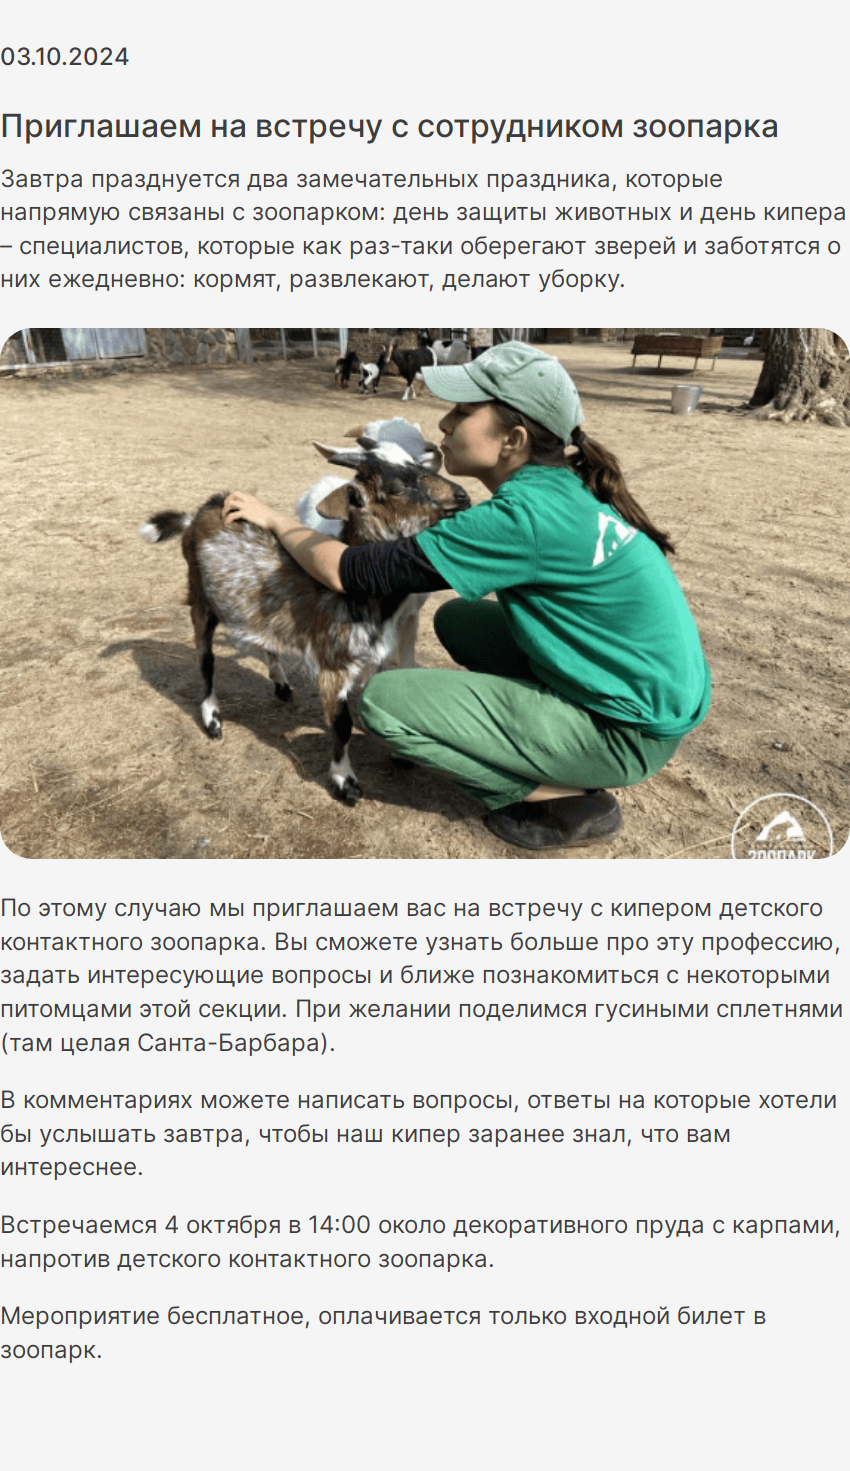 03.10.2024
Приглашаем на встречу с сотрудником зоопарка
Завтра празднуется два замечательных праздника, которые
напрямую связаны с зоопарком: день защиты животных и день кипера
– специалистов, которые как раз-таки оберегают зверей и заботятся о
них ежедневно: кормят, развлекают, делают уборку.
ЗООПАРК
По этому случаю мы приглашаем вас на встречу с кипером детского
контактного зоопарка. Вы сможете узнать больше про эту профессию,
задать интересующие вопросы и ближе познакомиться с некоторыми
питомцами этой секции. При желании поделимся гусиными сплетнями
(там целая Санта-Барбара).
В комментариях можете написать вопросы, ответы на которые хотели
бы услышать завтра, чтобы наш кипер заранее знал, что вам
интереснее.
Встречаемся 4 октября в 14:00 около декоративного пруда с карпами,
напротив детского контактного зоопарка.
Мероприятие бесплатное, оплачивается только входной билет в
зоопарк.